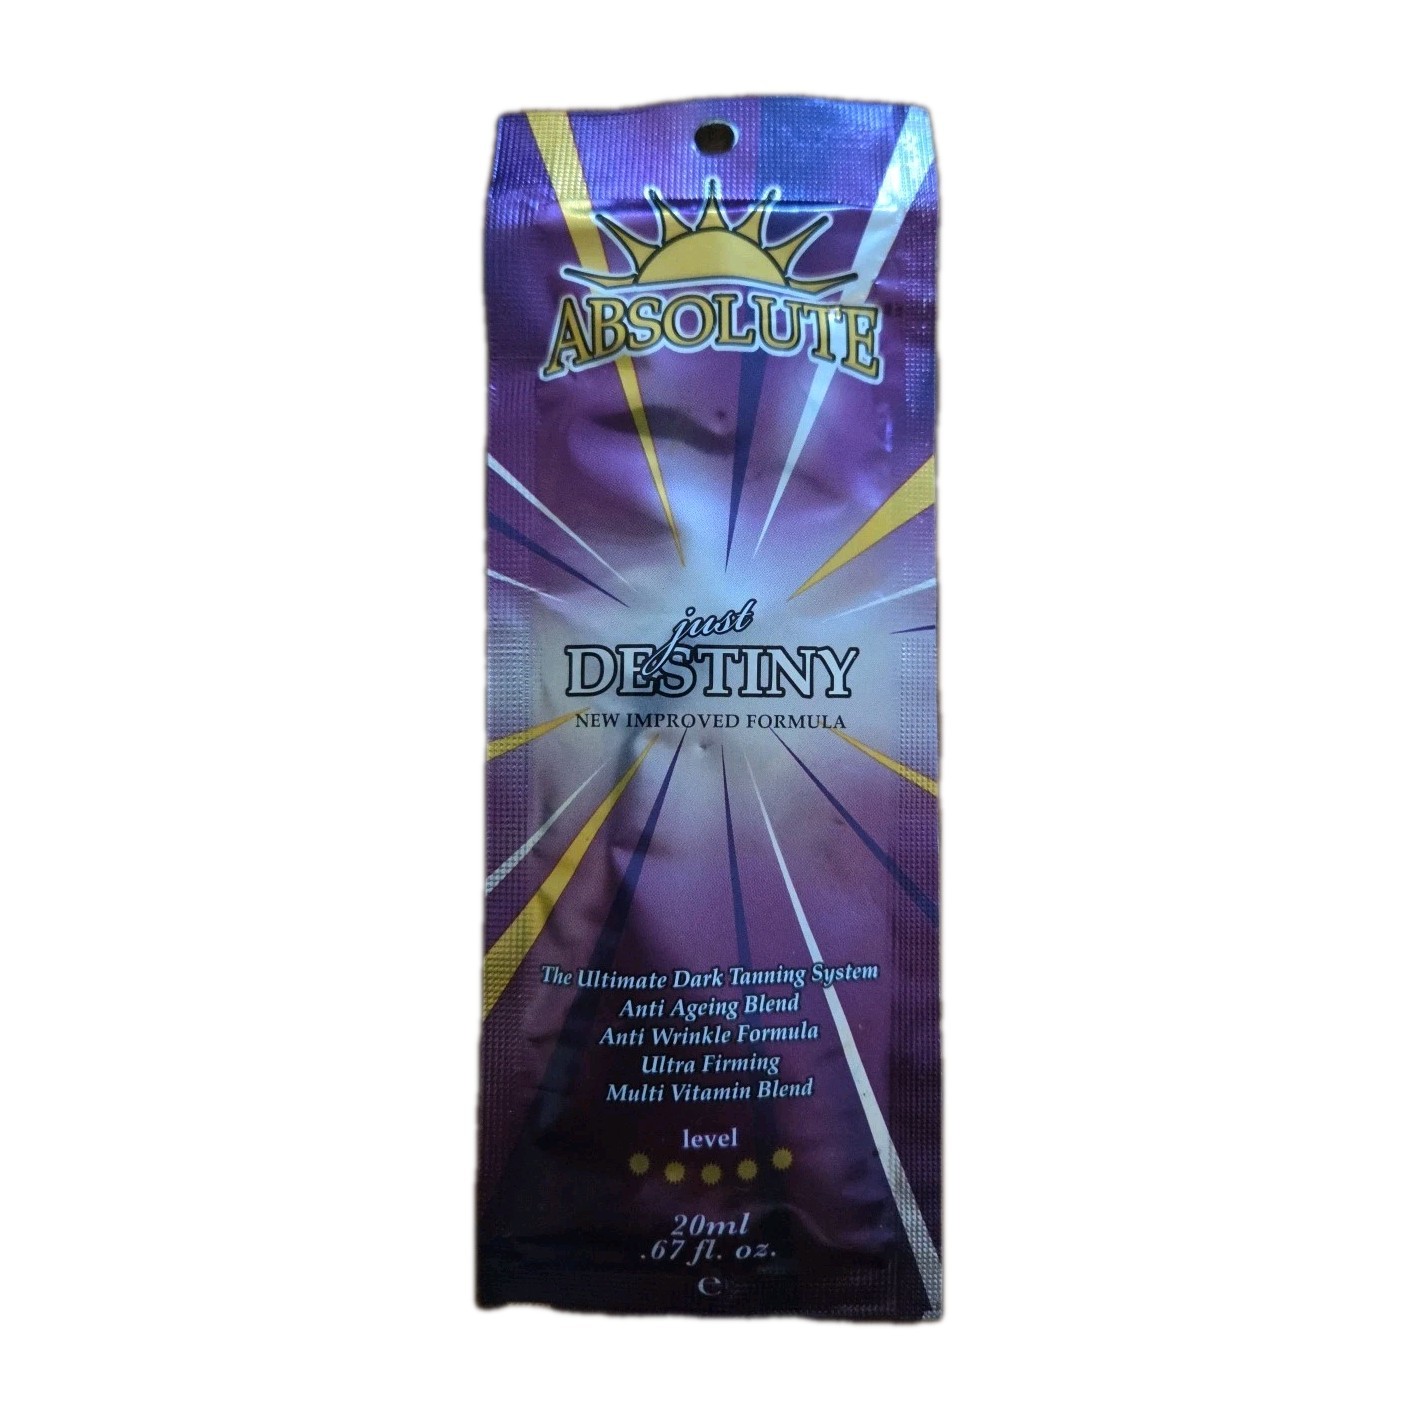 ABSOLUTE
just
DESTINY
NEW IMPROVED FORMULA
The Ultimate Dark Tanning System
Anti Ageing Blend
Anti Wrinkle Formula
Ultra Firming
Multi Vitamin Blend
level
20ml
.67 fl. oz.
e